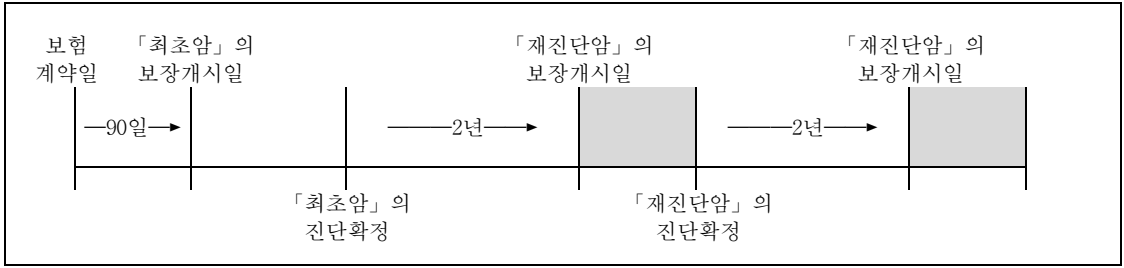 보험
계약일
「최초암」의
보장개시일
「재진단암」의
보장개시일
「재진단암」의
보장개시일
90일
2년
2년
「최초암」의
진단확정
「재진단암」의
진단확정